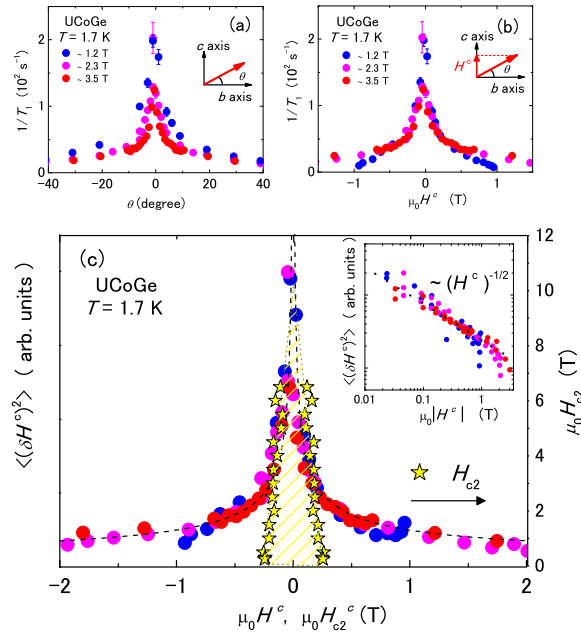 (a)
UCoGe
T = 1.7 K
~ 1.2 T
~ 2.3 T
~ 3.5 T
c axis
b axis
θ
1/T₁ (10² s⁻¹)
2
1
0
−40 −20 0 20 40
θ (degree)
(b)
UCoGe
T = 1.7 K
~ 1.2 T
~ 2.3 T
~ 3.5 T
c axis
H^c
b axis
θ
1/T₁ (10² s⁻¹)
2
1
0
−1 0 1
μ₀H^c (T)
(c)
UCoGe
T = 1.7 K
⟨(δH^c)²⟩ ( arb. units )
−2 −1 0 1 2
μ₀H^c, μ₀H_c2^c (T)
12
10
8
6
4
2
0
μ₀H_c2 (T)
H_c2
~ (H^c)^-1/2
⟨(δH^c)²⟩ ( arb. units )
0.01 0.1 1
μ₀|H^c| (T)